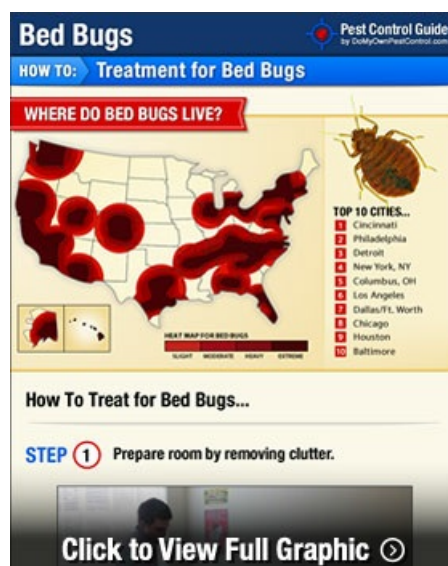 Bed Bugs
Pest Control Guide
by DoMyOwnPestControl.com
HOW TO: Treatment for Bed Bugs
WHERE DO BED BUGS LIVE?
TOP 10 CITIES...
1 Cincinnati
2 Philadelphia
3 Detroit
4 New York, NY
5 Columbus, OH
6 Los Angeles
7 Dallas/Ft. Worth
8 Chicago
9 Houston
10 Baltimore
HEAT MAP FOR BED BUGS
SLIGHT MODERATE HEAVY EXTREME
How To Treat for Bed Bugs...
STEP 1 Prepare room by removing clutter.
Click to View Full Graphic